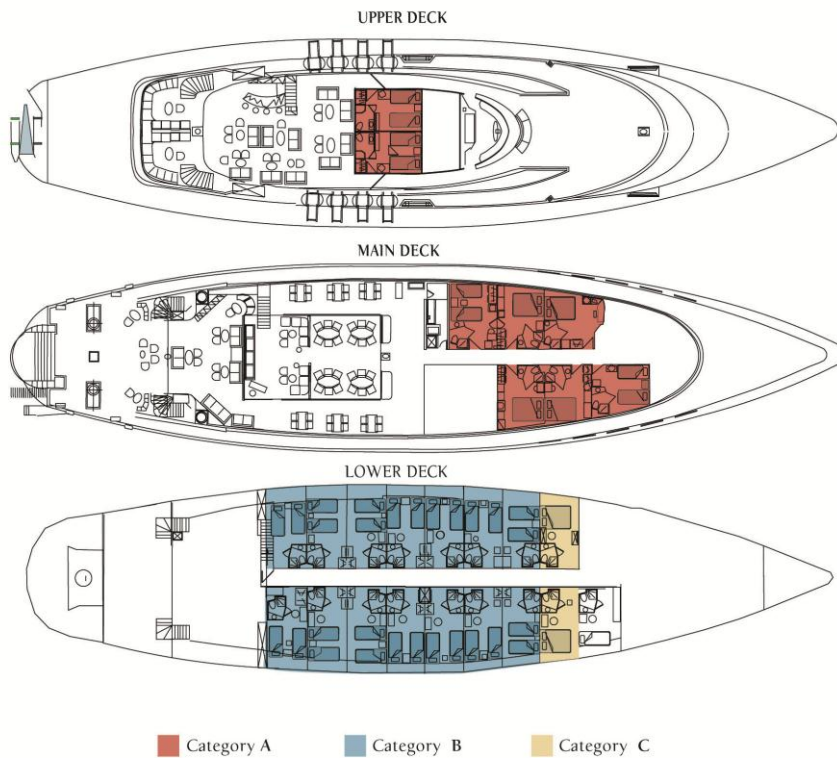 UPPER DECK
MAIN DECK
LOWER DECK
Category A
Category B
Category C